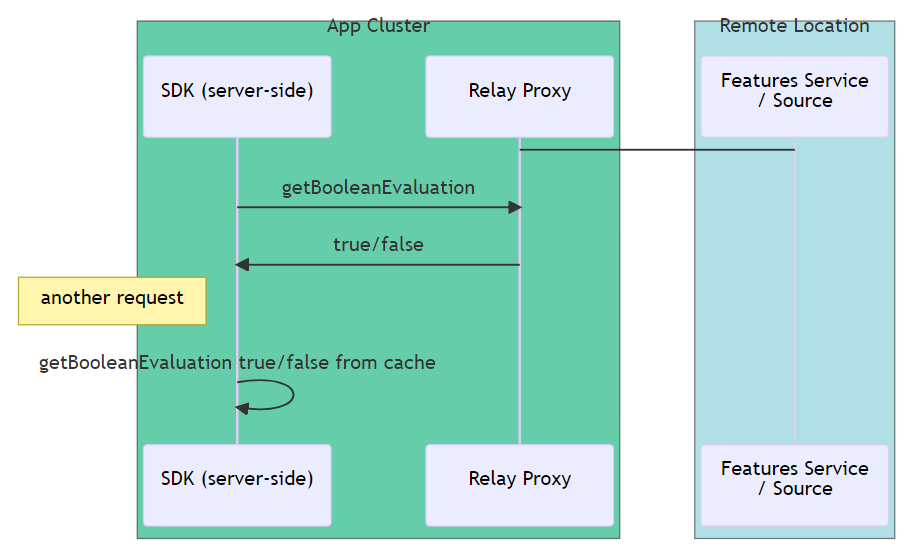 App Cluster
Remote Location
SDK (server-side)
Relay Proxy
Features Service
/ Source
getBooleanEvaluation
true/false
another request
getBooleanEvaluation true/false from cache
SDK (server-side)
Relay Proxy
Features Service
/ Source